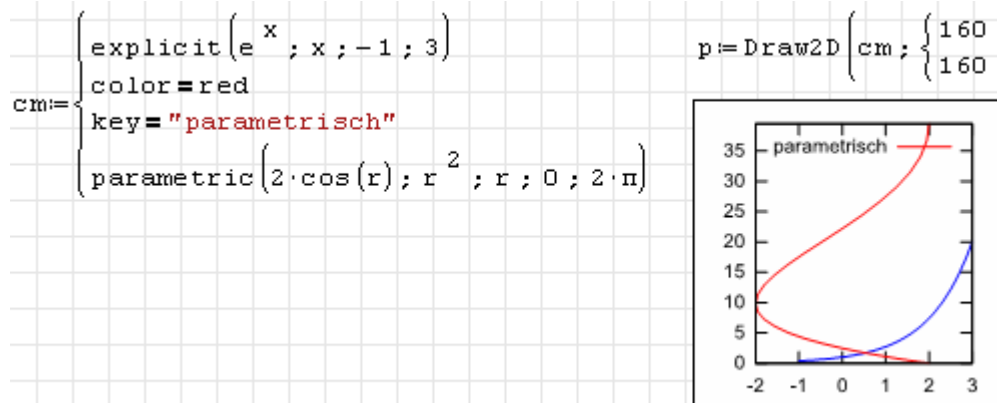 cm:={
explicit(e^x ; x ; -1 ; 3)
color=red
key="parametrisch"
parametric(2·cos(r) ; r^2 ; r ; 0 ; 2·π)
p:=Draw2D(cm ; {160
160
parametrisch
35
30
25
20
15
10
5
0
-2 -1 0 1 2 3